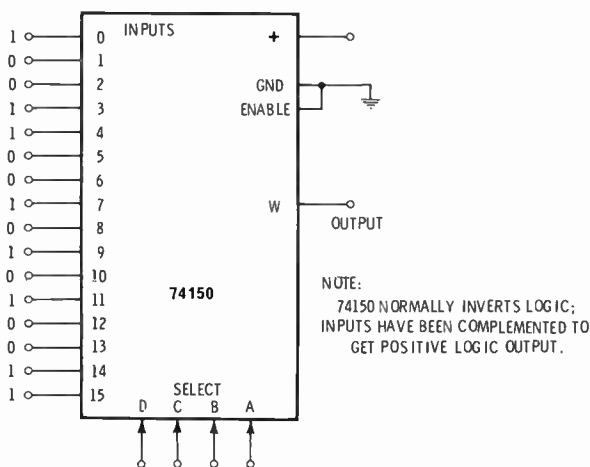 INPUTS
+
1 0
0 1
0 2
GND
1 3
ENABLE
1 4
0 5
0 6
1 7
W
0 8
OUTPUT
1 9
0 10
1 11
74150
0 12
0 13
1 14
1 15
NOTE:
74150 NORMALLY INVERTS LOGIC;
INPUTS HAVE BEEN COMPLEMENTED TO
GET POSITIVE LOGIC OUTPUT.
SELECT
D C B A